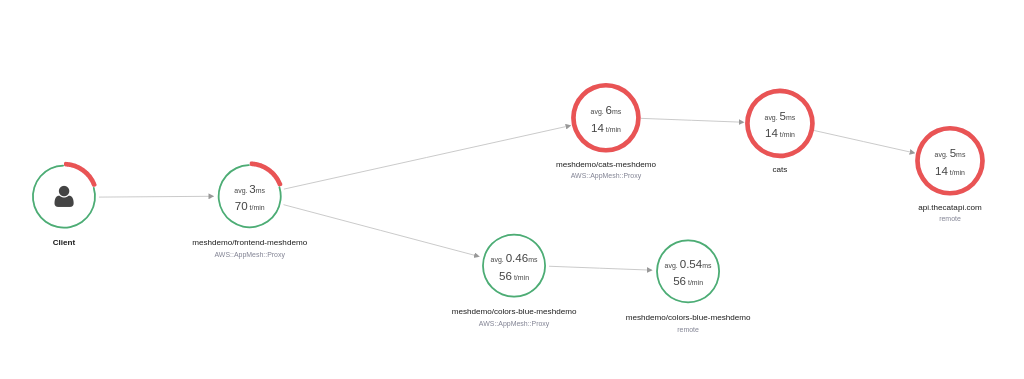 Client
avg. 3ms
70 t/min
meshdemo/frontend-meshdemo
AWS::AppMesh::Proxy
avg. 6ms
14 t/min
meshdemo/cats-meshdemo
AWS::AppMesh::Proxy
avg. 5ms
14 t/min
cats
avg. 5ms
14 t/min
api.thecatapi.com
remote
avg. 0.46ms
56 t/min
meshdemo/colors-blue-meshdemo
AWS::AppMesh::Proxy
avg. 0.54ms
56 t/min
meshdemo/colors-blue-meshdemo
remote